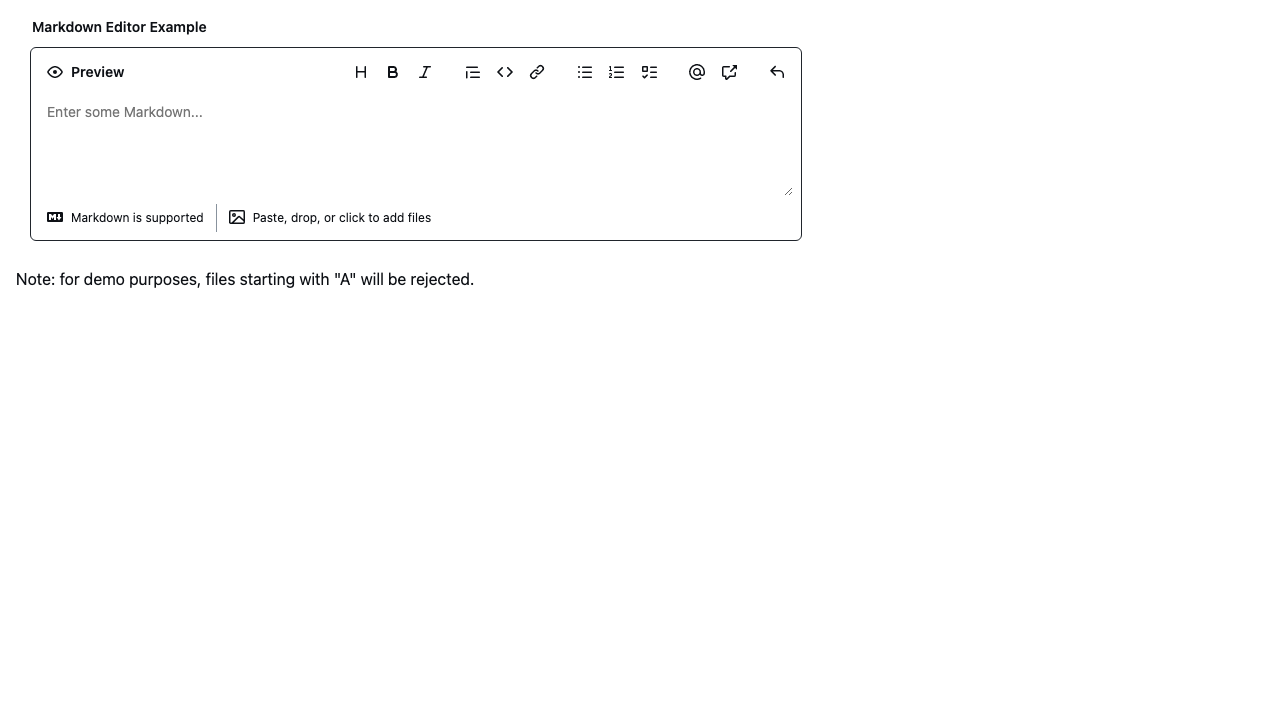 Markdown Editor Example
Preview
Enter some Markdown...
Markdown is supported
Paste, drop, or click to add files
Note: for demo purposes, files starting with "A" will be rejected.